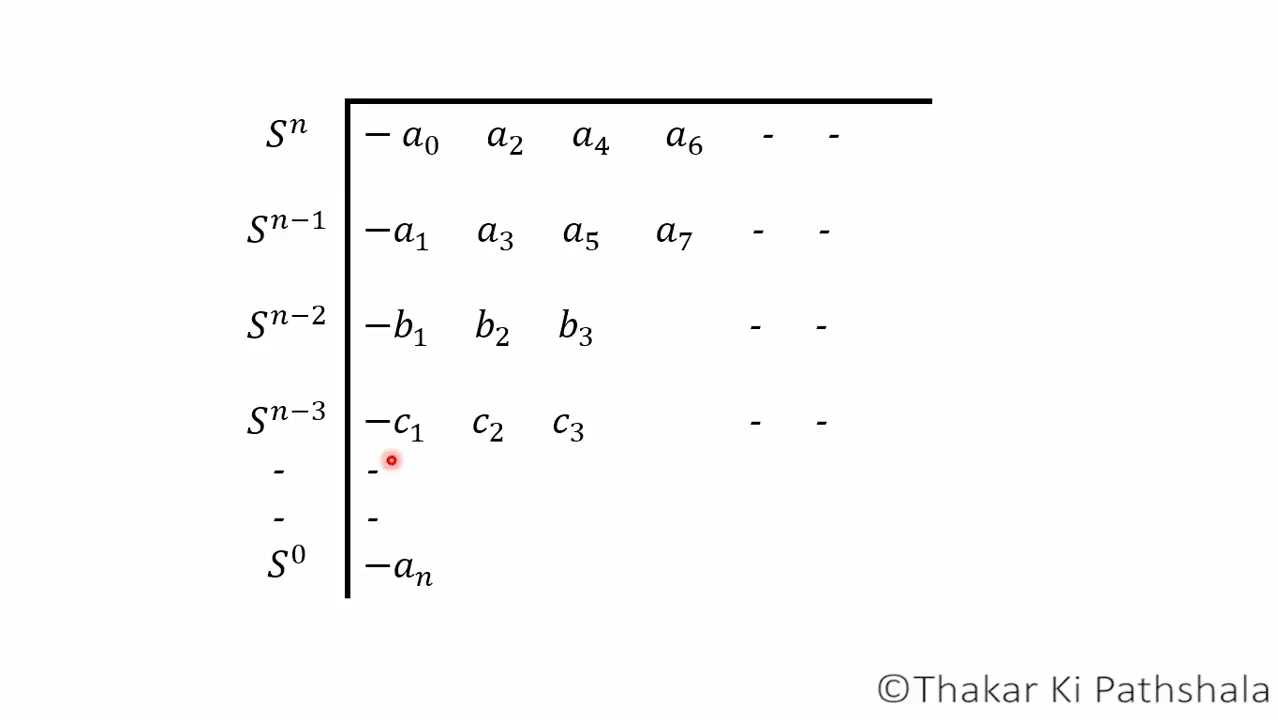 Sⁿ − a₀ a₂ a₄ a₆ - -
Sⁿ⁻¹ −a₁ a₃ a₅ a₇ - -
Sⁿ⁻² −b₁ b₂ b₃ - -
Sⁿ⁻³ −c₁ c₂ c₃ - -
- -
- -
S⁰ −aₙ
©Thakar Ki Pathshala